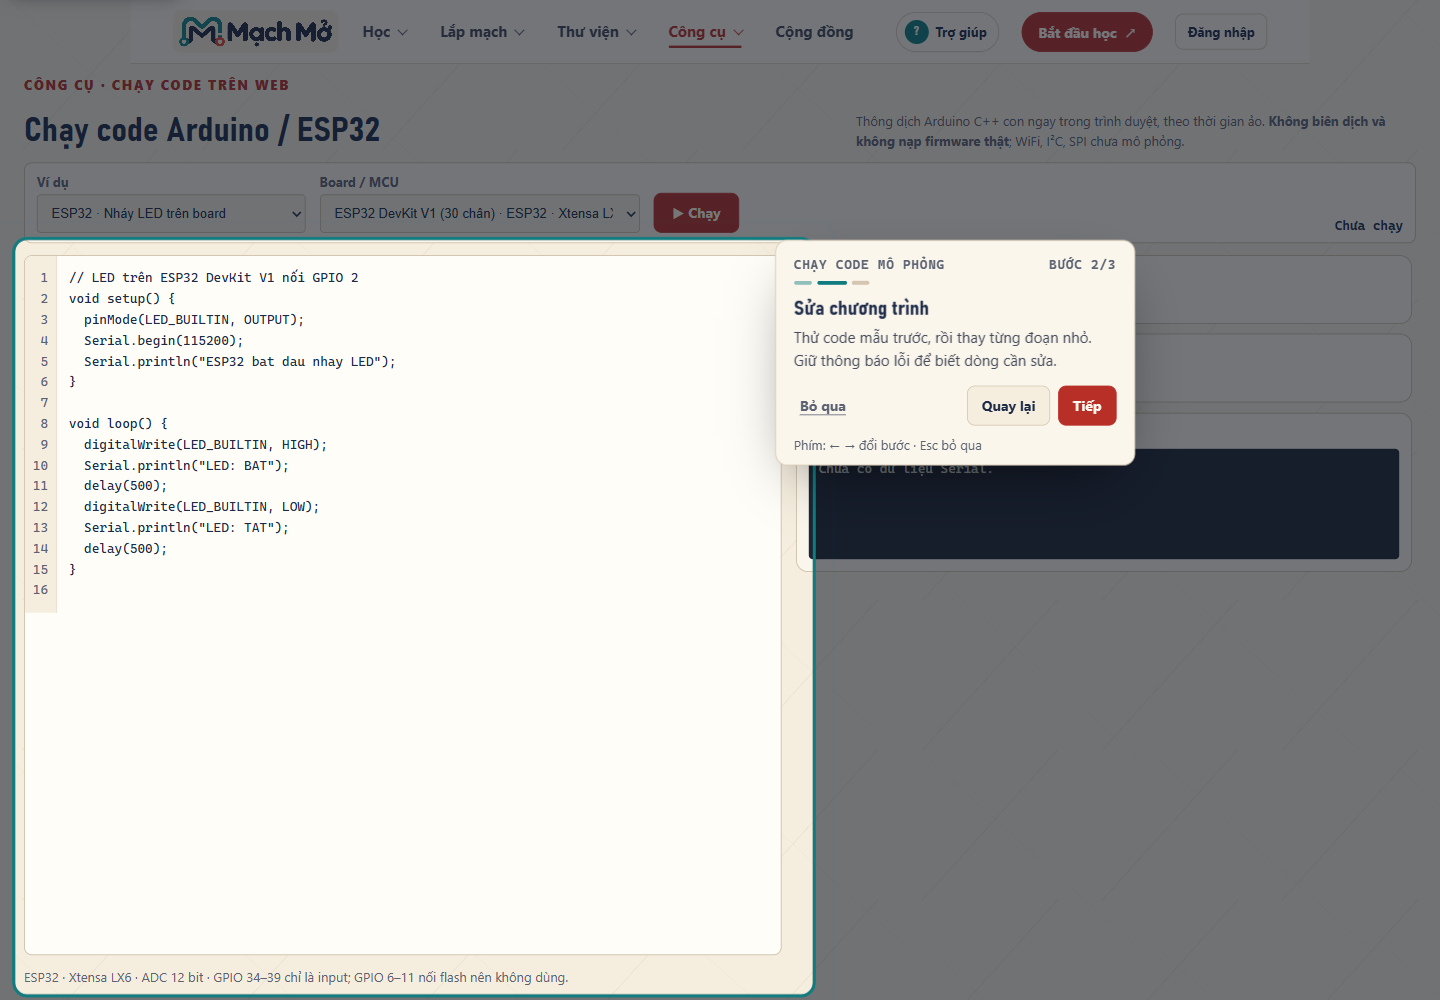 Mạch Mở
Học
Lắp mạch
Thư viện
Công cụ
Cộng đồng
? Trợ giúp
Bắt đầu học ↗
Đăng nhập
CÔNG CỤ · CHẠY CODE TRÊN WEB
Chạy code Arduino / ESP32
Thông dịch Arduino C++ con ngay trong trình duyệt, theo thời gian ảo. Không biên dịch và
không nạp firmware thật; WiFi, I²C, SPI chưa mô phỏng.
Ví dụ
Board / MCU
ESP32 · Nháy LED trên board
ESP32 DevKit V1 (30 chân) · ESP32 · Xtensa LX
▶ Chạy
Chưa chạy
1 // LED trên ESP32 DevKit V1 nối GPIO 2
2 void setup() {
3 pinMode(LED_BUILTIN, OUTPUT);
4 Serial.begin(115200);
5 Serial.println("ESP32 bat dau nhay LED");
6 }
7
8 void loop() {
9 digitalWrite(LED_BUILTIN, HIGH);
10 Serial.println("LED: BAT");
11 delay(500);
12 digitalWrite(LED_BUILTIN, LOW);
13 Serial.println("LED: TAT");
14 delay(500);
15 }
16
ESP32 · Xtensa LX6 · ADC 12 bit · GPIO 34–39 chỉ là input; GPIO 6–11 nối flash nên không dùng.
CHẠY CODE MÔ PHỎNG
BƯỚC 2/3
Sửa chương trình
Thử code mẫu trước, rồi thay từng đoạn nhỏ.
Giữ thông báo lỗi để biết dòng cần sửa.
Bỏ qua
Quay lại
Tiếp
Phím: ← → đổi bước · Esc bỏ qua
Chưa có dữ liệu Serial.